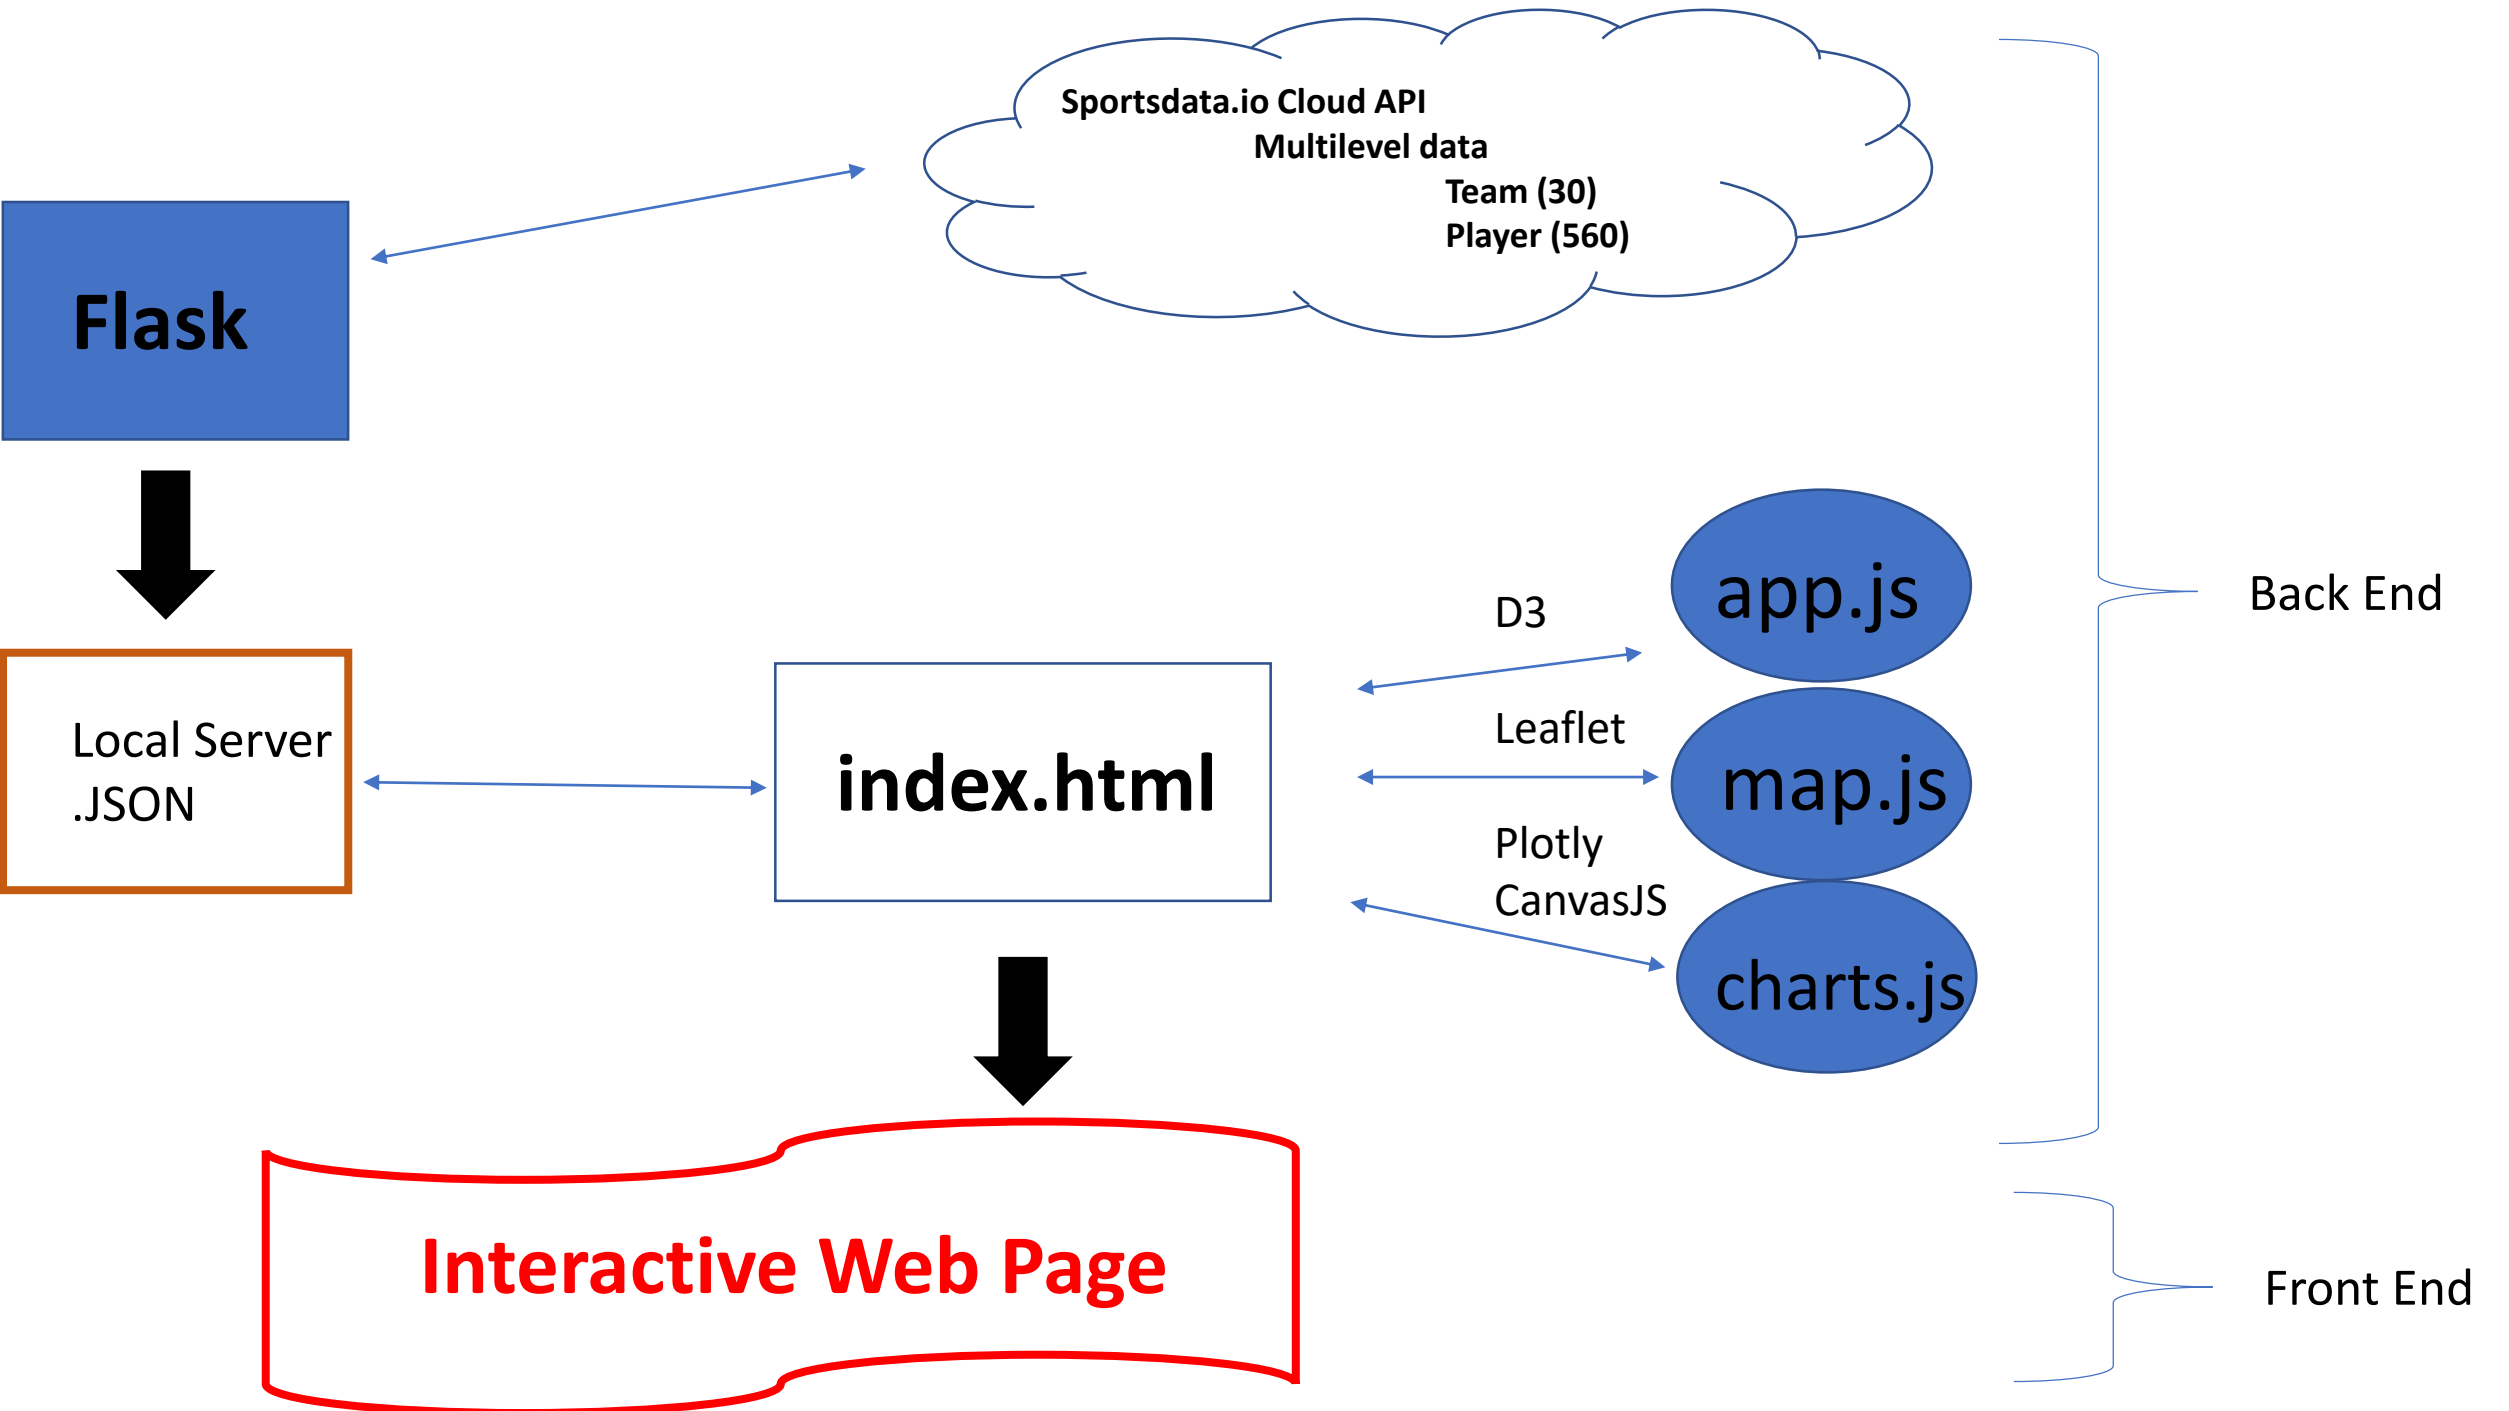 Sportsdata.io Cloud API
Multilevel data
Team (30)
Player (560)
Flask
Back End
D3
app.js
Local Server
.JSON
index.html
Leaflet
map.js
Plotly
CanvasJS
charts.js
Interactive Web Page
Front End